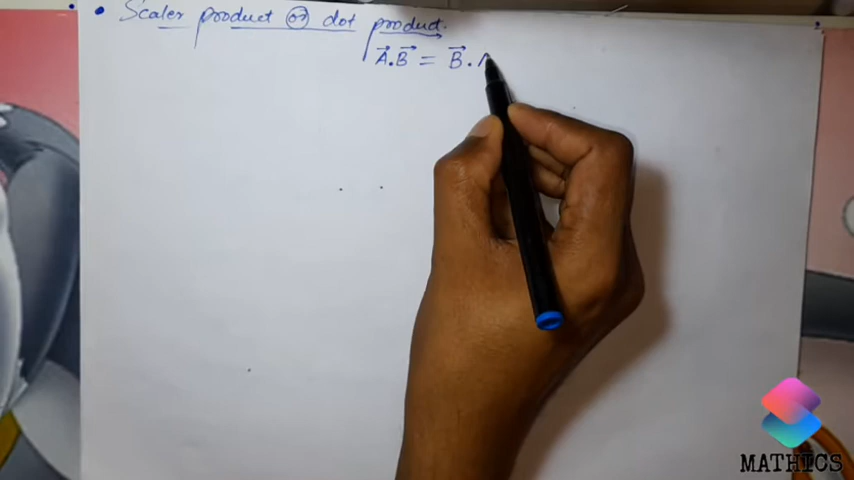 • Scaler product or dot product.
A⃗.B⃗ = B⃗.A
MATHICS